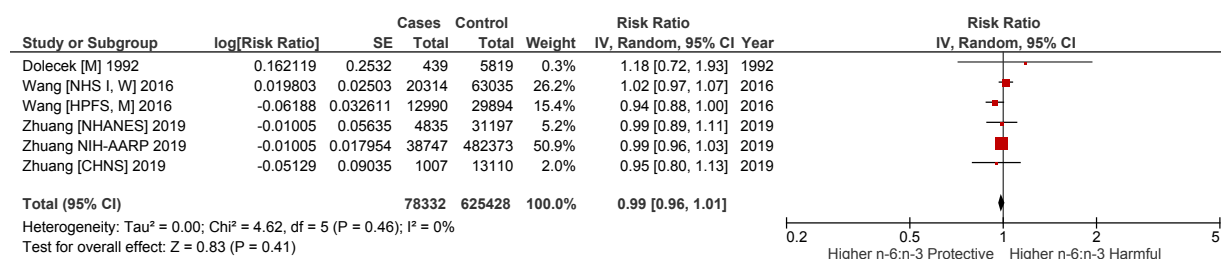 Cases Control Risk Ratio Risk Ratio
Study or Subgroup log[Risk Ratio] SE Total Total Weight IV, Random, 95% CI Year IV, Random, 95% CI
Dolecek [M] 1992 0.162119 0.2532 439 5819 0.3% 1.18 [0.72, 1.93] 1992
Wang [NHS I, W] 2016 0.019803 0.02503 20314 63035 26.2% 1.02 [0.97, 1.07] 2016
Wang [HPFS, M] 2016 -0.06188 0.032611 12990 29894 15.4% 0.94 [0.88, 1.00] 2016
Zhuang [NHANES] 2019 -0.01005 0.05635 4835 31197 5.2% 0.99 [0.89, 1.11] 2019
Zhuang NIH-AARP 2019 -0.01005 0.017954 38747 482373 50.9% 0.99 [0.96, 1.03] 2019
Zhuang [CHNS] 2019 -0.05129 0.09035 1007 13110 2.0% 0.95 [0.80, 1.13] 2019
Total (95% CI) 78332 625428 100.0% 0.99 [0.96, 1.01]
Heterogeneity: Tau² = 0.00; Chi² = 4.62, df = 5 (P = 0.46); I² = 0%
Test for overall effect: Z = 0.83 (P = 0.41)
0.2 0.5 1 2 5
Higher n-6:n-3 Protective Higher n-6:n-3 Harmful